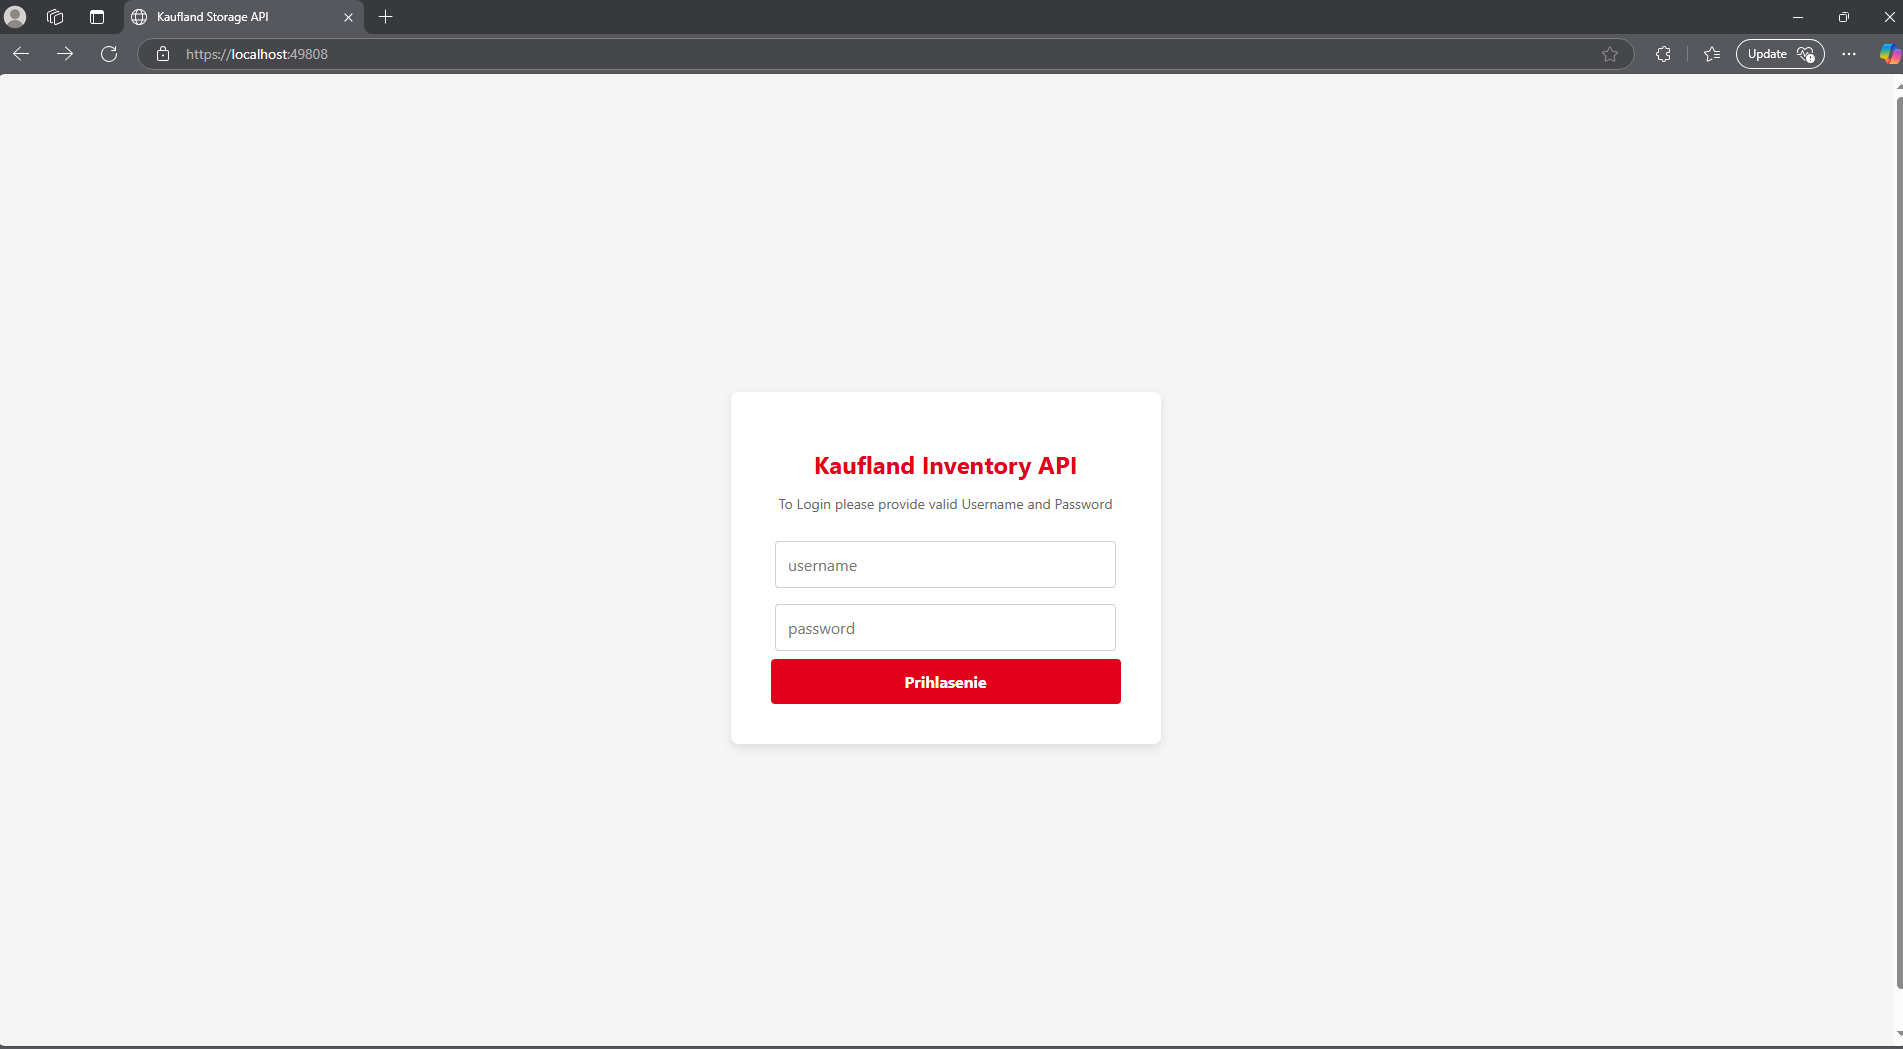 Kaufland Storage API
https://localhost:49808
Update
Kaufland Inventory API
To Login please provide valid Username and Password
username
password
Prihlasenie